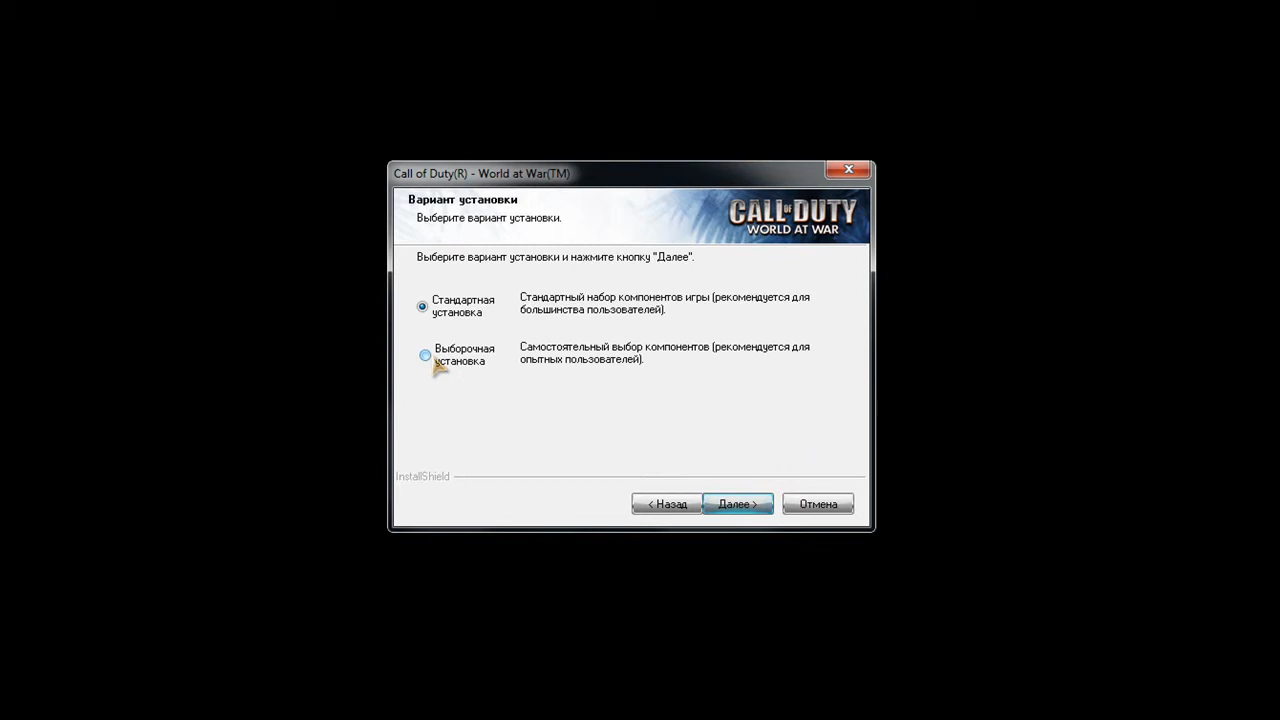 Call of Duty(R) - World at War(TM)
Вариант установки
Выберите вариант установки.
CALL OF DUTY
WORLD AT WAR
Выберите вариант установки и нажмите кнопку "Далее".
Стандартная
установка
Стандартный набор компонентов игры (рекомендуется для
большинства пользователей).
Выборочная
установка
Самостоятельный выбор компонентов (рекомендуется для
опытных пользователей).
InstallShield
< Назад
Далее >
Отмена